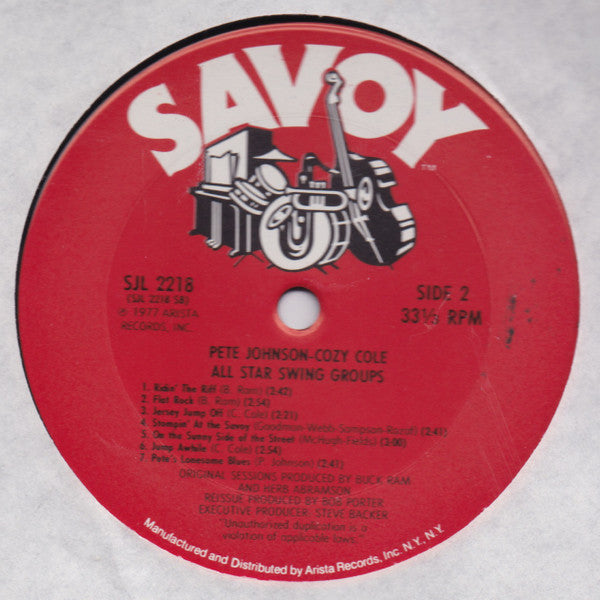 SAVOY
TM
SJL 2218
(SJL 2218 SB)
℗ 1977 ARISTA
RECORDS, INC.
SIDE 2
33⅓ RPM
PETE JOHNSON-COZY COLE
ALL STAR SWING GROUPS
1. Ridin' The Riff (B. Ram) (2:42)
2. Flat Rock (B. Ram) (2:54)
3. Jersey Jump Off (C. Cole) (2:21)
4. Stompin' At the Savoy (Goodman-Webb-Sampson-Razaf) (2:41)
5. On the Sunny Side of the Street (McHugh-Fields) (3:00)
6. Jump Awhile (C. Cole) (2:54)
7. Pete's Lonesome Blues (P. Johnson) (2:41)
ORIGINAL SESSIONS PRODUCED BY BUCK RAM
AND HERB ABRAMSON
REISSUE PRODUCED BY BOB PORTER
EXECUTIVE PRODUCER: STEVE BACKER
"Unauthorized duplication is a
violation of applicable laws."
Manufactured and Distributed by Arista Records, Inc. N.Y., N.Y.